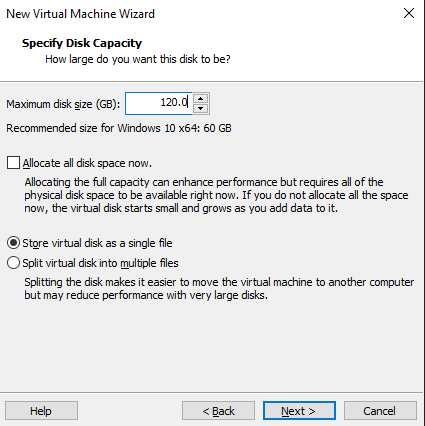 New Virtual Machine Wizard
Specify Disk Capacity
How large do you want this disk to be?
Maximum disk size (GB): 120.0
Recommended size for Windows 10 x64: 60 GB
Allocate all disk space now.
Allocating the full capacity can enhance performance but requires all of the
physical disk space to be available right now. If you do not allocate all the space
now, the virtual disk starts small and grows as you add data to it.
Store virtual disk as a single file
Split virtual disk into multiple files
Splitting the disk makes it easier to move the virtual machine to another computer
but may reduce performance with very large disks.
Help < Back Next > Cancel